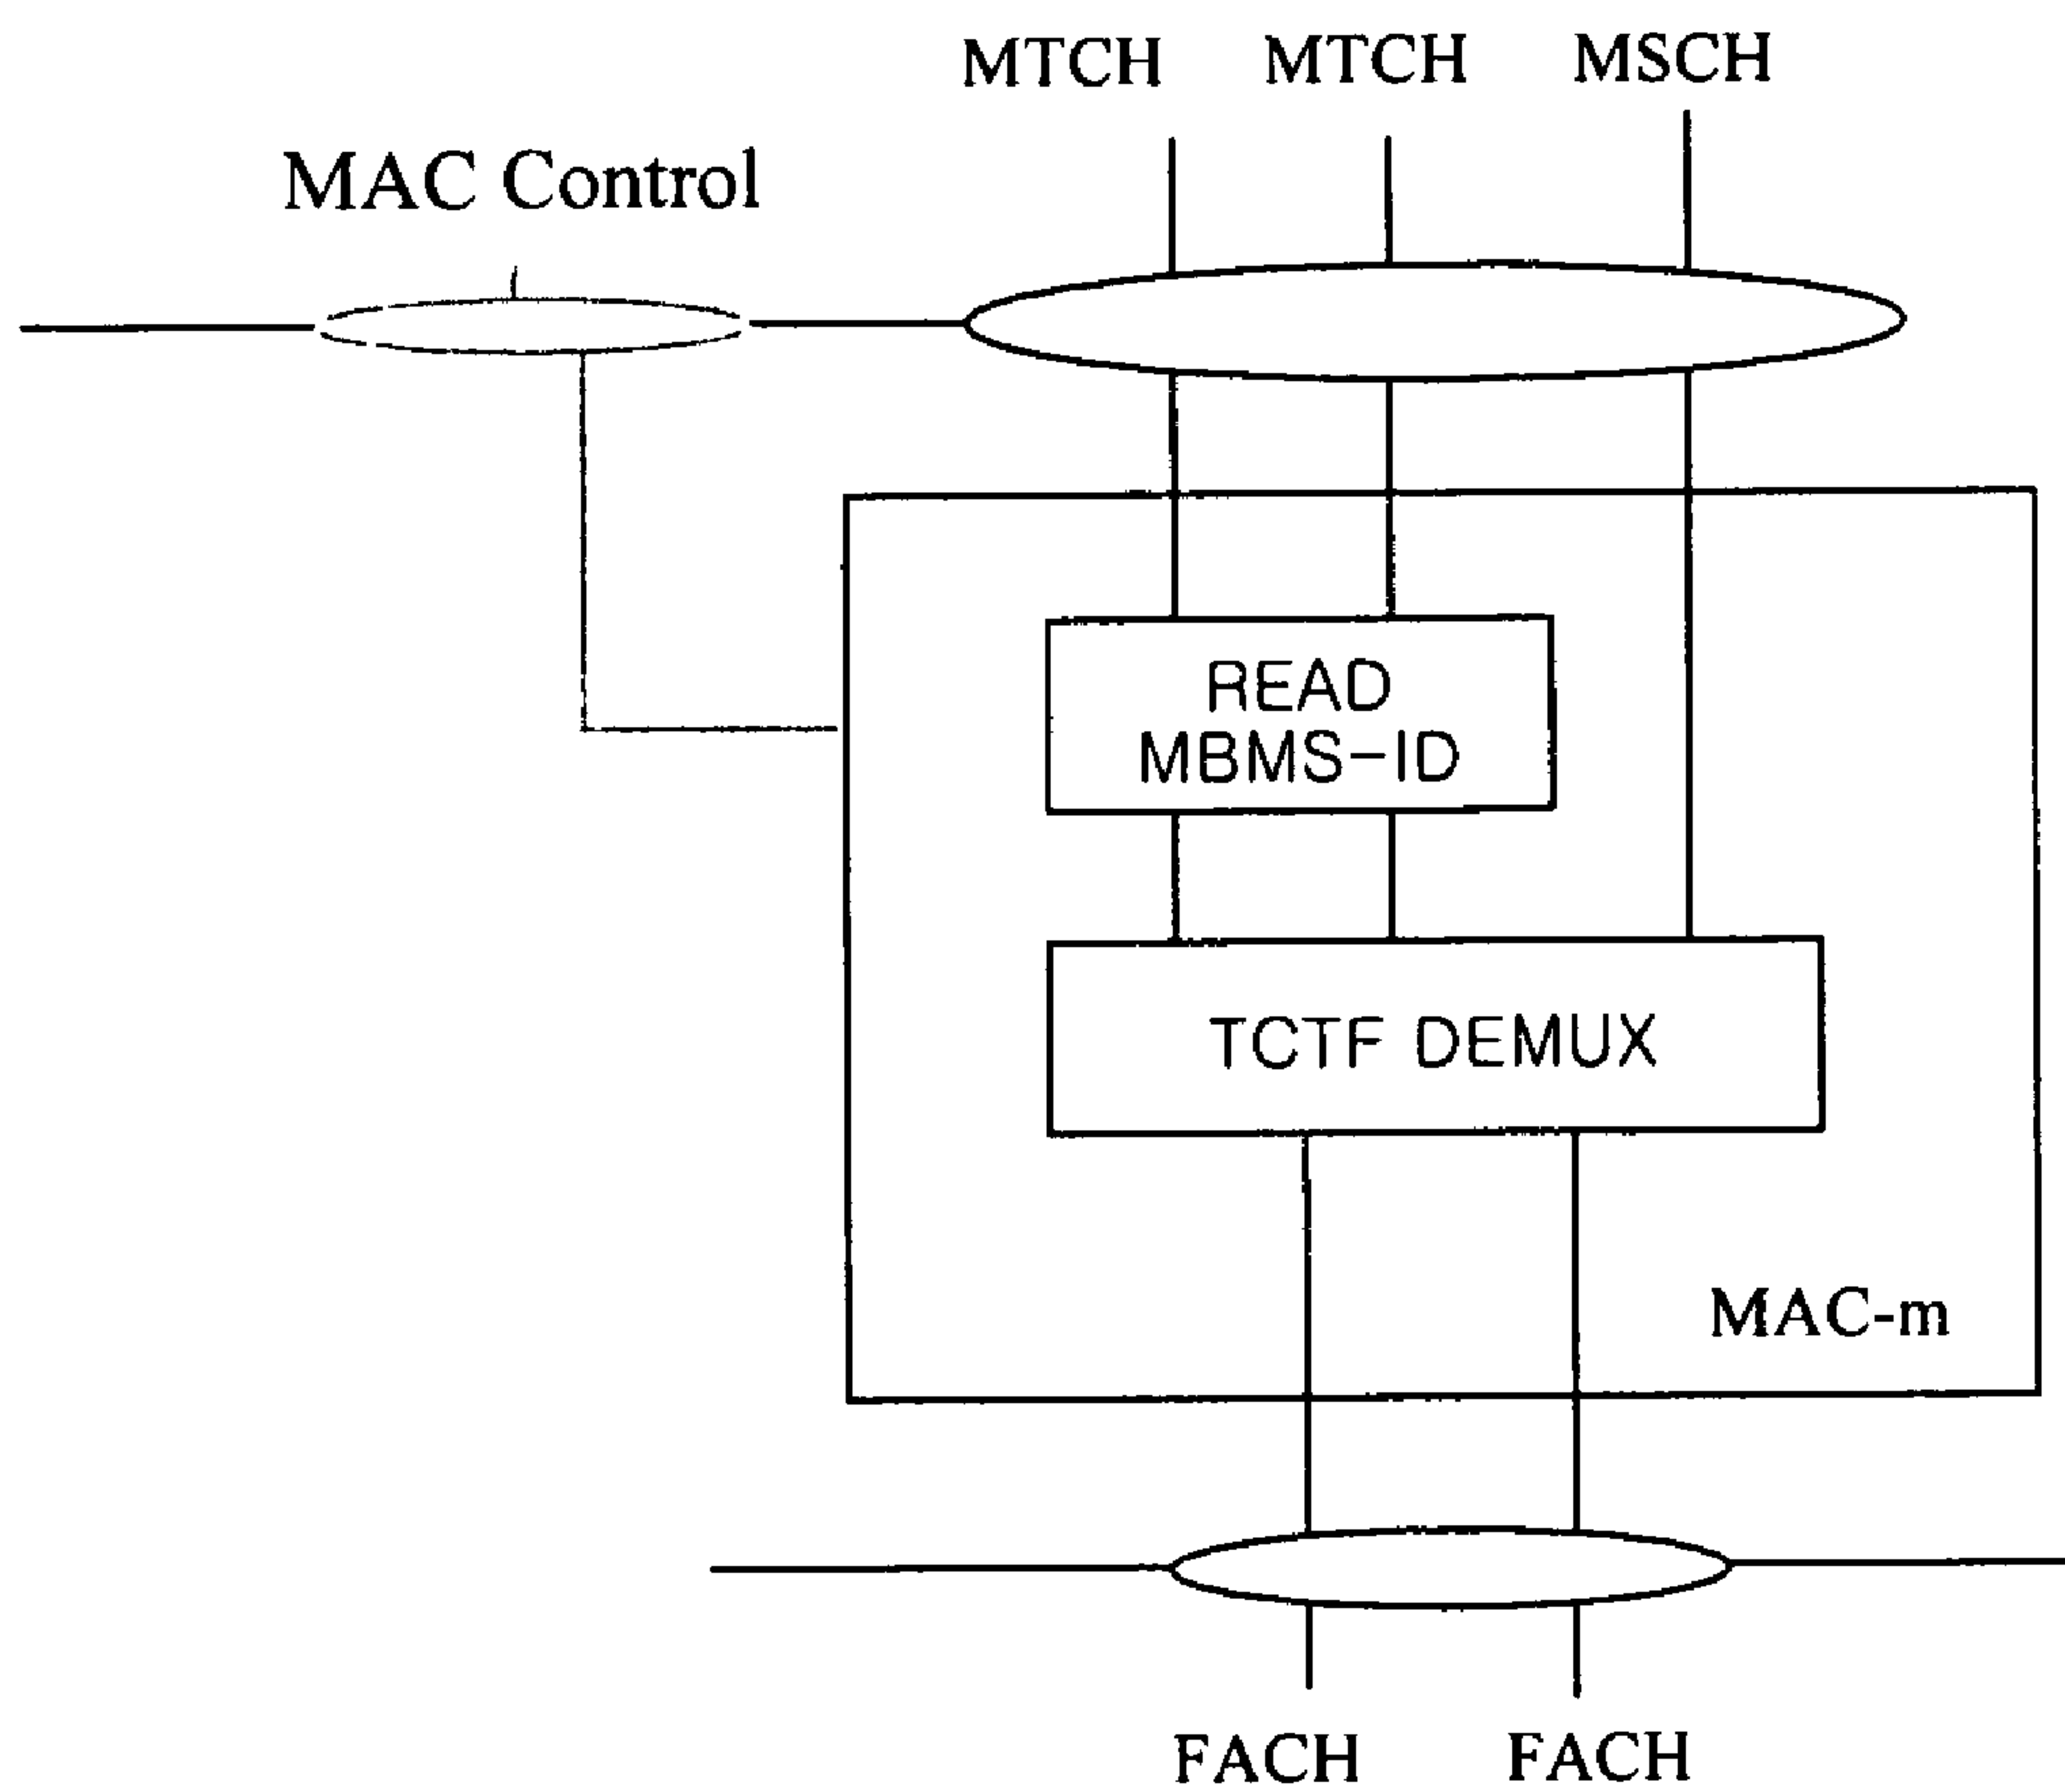 MTCH MTCH MSCH
MAC Control
READ
MBMS-ID
TCTF DEMUX
MAC-m
FACH FACH